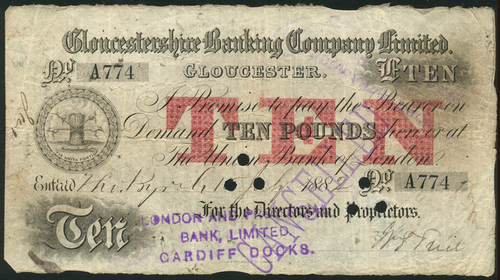 Gloucestershire Banking Company Limited.
No. A774 GLOUCESTER. £TEN
I Promise to pay the Bearer on
Demand TEN POUNDS, here or at
The Union Bank of London.
TEN
Entd 1882 No. A774
For the Directors and Proprietors.
Ten
LONDON AND
BANK, LIMITED,
CARDIFF DOCKS.
CANCELLED